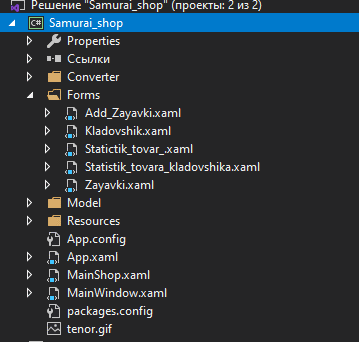 Решение "Samurai_shop" (проекты: 2 из 2)
C# Samurai_shop
Properties
Ссылки
Converter
Forms
Add_Zayavki.xaml
Kladovshik.xaml
Statictik_tovar_.xaml
Statistik_tovara_kladovshika.xaml
Zayavki.xaml
Model
Resources
App.config
App.xaml
MainShop.xaml
MainWindow.xaml
packages.config
tenor.gif